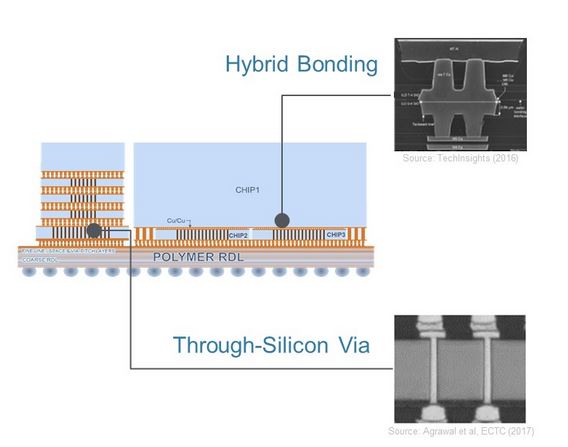 Hybrid Bonding
Source: TechInsights (2016)
CHIP1
Cu/Cu
CHIP2
CHIP3
COARSE RDL
POLYMER RDL
Through-Silicon Via
Source: Agrawal et al, ECTC (2017)